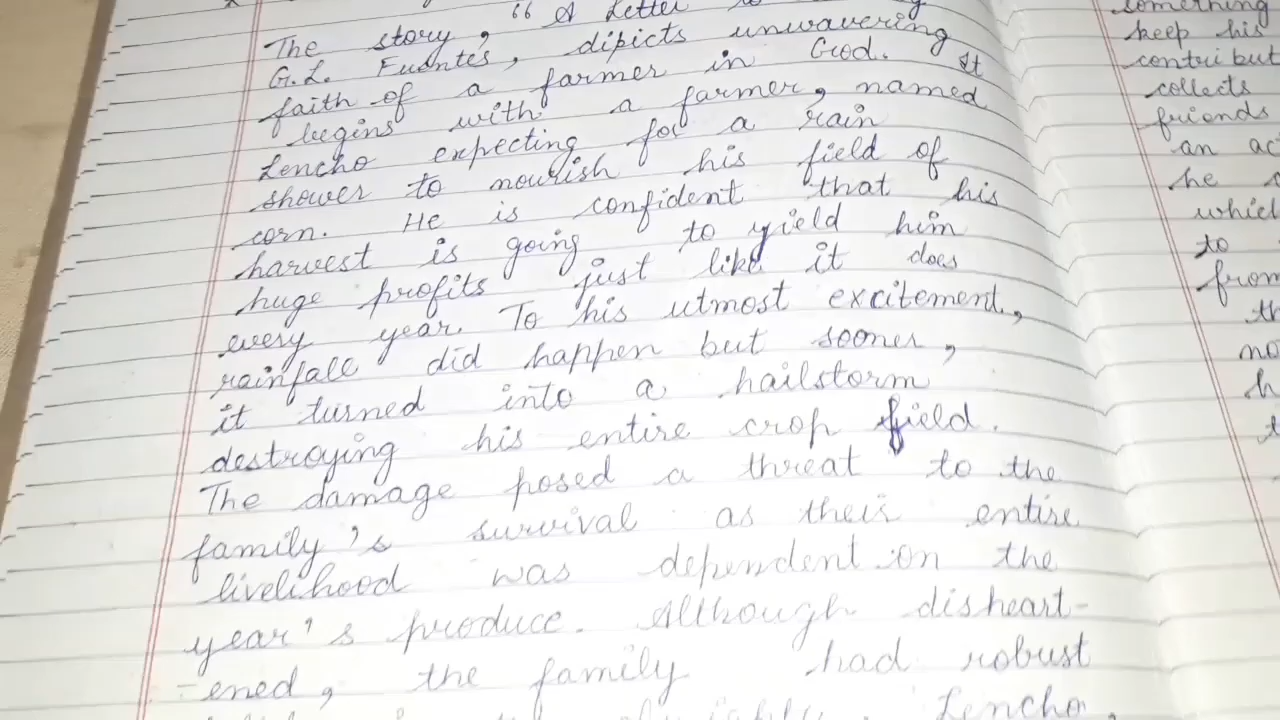 The story, "A Letter to
G.L. Fuentes, dipicts unwavering
faith of a farmer in God. It
begins with a farmer, named
Lencho expecting for a rain
shower to nourish his field of
corn. He is confident that his
harvest is going to yield him
huge profits just like it does
every year. To his utmost excitement,
rainfall did happen but sooner,
it turned into a hailstorm
destroying his entire crop field.
The damage posed a threat to the
family's survival as their entire
livelihood was dependent on the
year's produce. Although disheart-
-ened, the family had robust
Lencho,
something
keep his
contribut
collects
friends
an ac
he
which
to
from
th
no
h
t